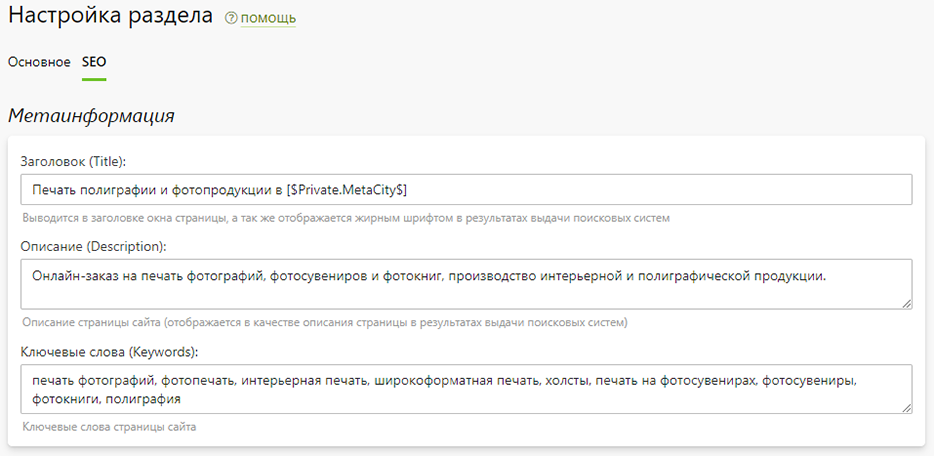 Настройка раздела ? помощь
Основное SEO
Метаинформация
Заголовок (Title):
Печать полиграфии и фотопродукции в [$Private.MetaCity$]
Выводится в заголовке окна страницы, а так же отображается жирным шрифтом в результатах выдачи поисковых систем
Описание (Description):
Онлайн-заказ на печать фотографий, фотосувениров и фотокниг, производство интерьерной и полиграфической продукции.
Описание страницы сайта (отображается в качестве описания страницы в результатах выдачи поисковых систем)
Ключевые слова (Keywords):
печать фотографий, фотопечать, интерьерная печать, широкоформатная печать, холсты, печать на фотосувенирах, фотосувениры,
фотокниги, полиграфия
Ключевые слова страницы сайта